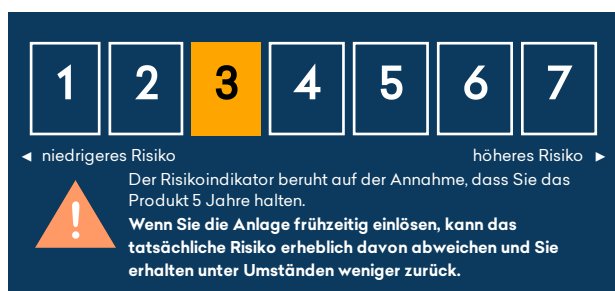 1 2 3 4 5 6 7
◄ niedrigeres Risiko höheres Risiko ►
Der Risikoindikator beruht auf der Annahme, dass Sie das
Produkt 5 Jahre halten.
Wenn Sie die Anlage frühzeitig einlösen, kann das
tatsächliche Risiko erheblich davon abweichen und Sie
erhalten unter Umständen weniger zurück.
!